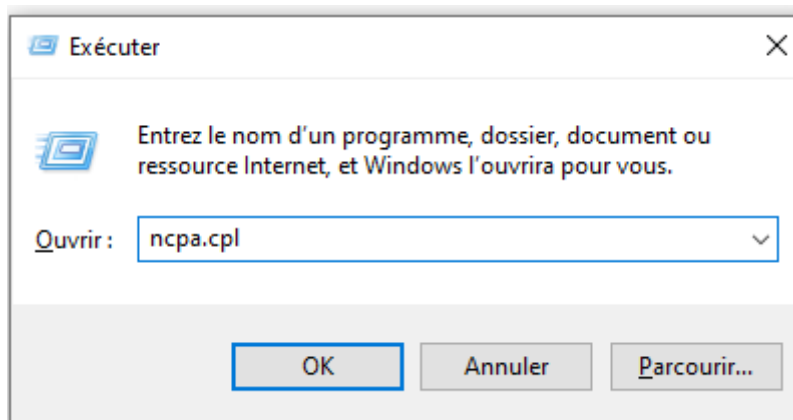 Exécuter
Entrez le nom d'un programme, dossier, document ou
ressource Internet, et Windows l'ouvrira pour vous.
Ouvrir : ncpa.cpl
OK Annuler Parcourir...